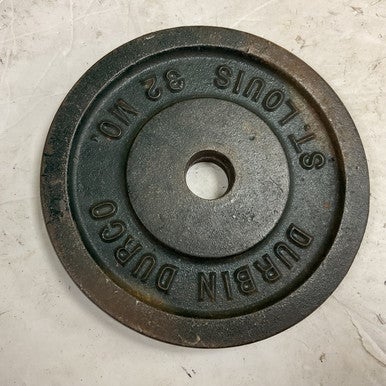 DURBIN DURCO
ST. LOUIS 32 MO.